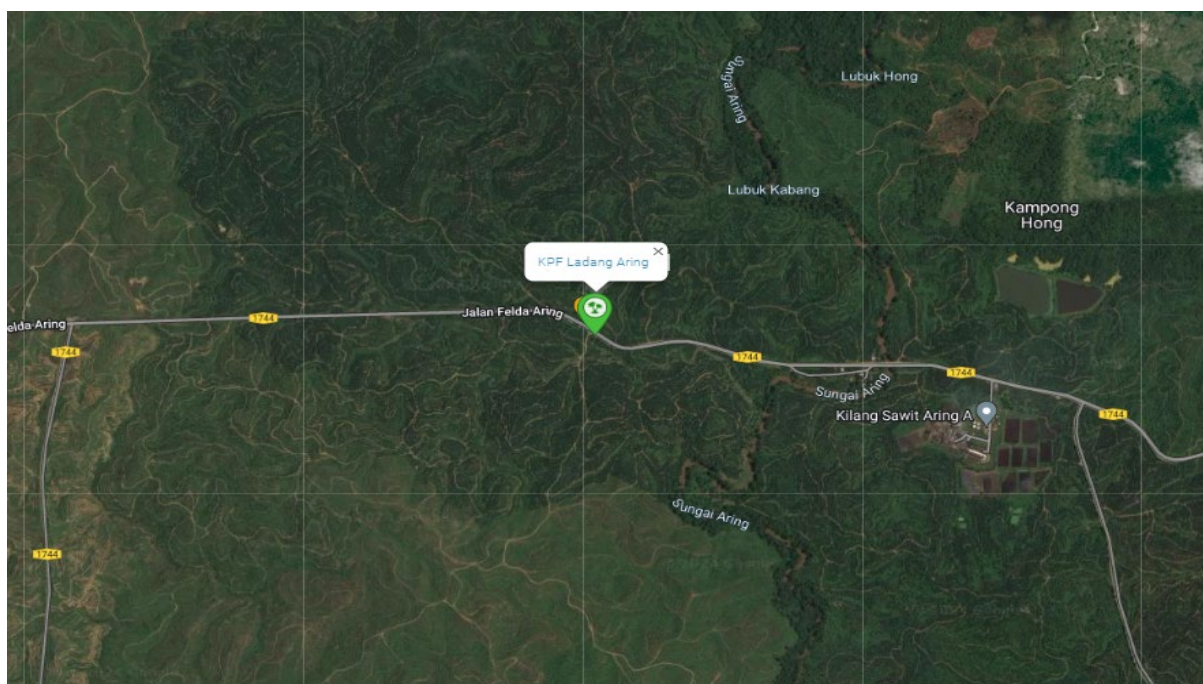 Sungai Aring
Lubuk Hong
Lubuk Kabang
Kampong
Hong
KPF Ladang Aring
×
elda Aring
1744
Jalan Felda Aring
1744
1744
1744
1744
1744
Sungai Aring
Kilang Sawit Aring A
Sungai Aring
1744